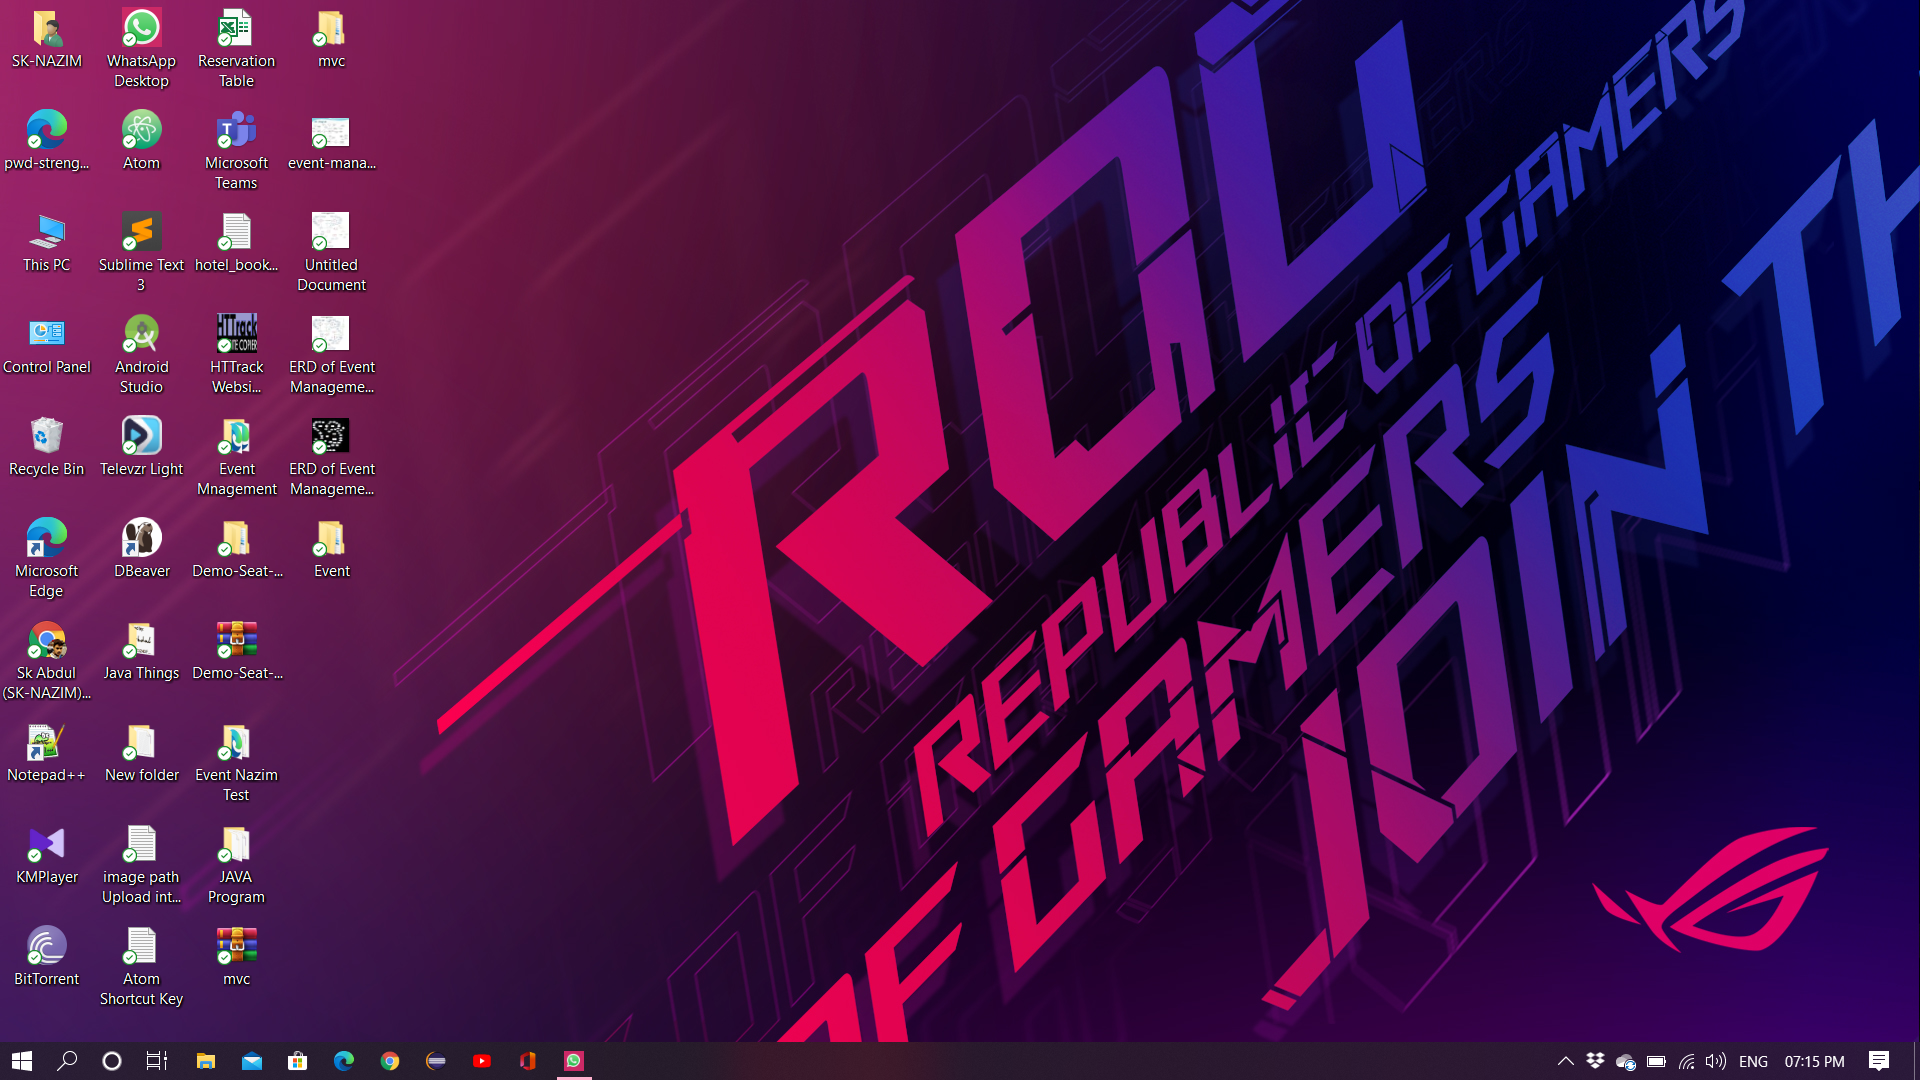 SK-NAZIM
WhatsApp
Desktop
Reservation
Table
mvc
pwd-streng...
Atom
Microsoft
Teams
event-mana...
This PC
Sublime Text
3
hotel_book...
Untitled
Document
Control Panel
Android
Studio
HTTrack
Websi...
ERD of Event
Manageme...
Recycle Bin
Televzr Light
Event
Mnagement
ERD of Event
Manageme...
Microsoft
Edge
DBeaver
Demo-Seat-...
Event
Sk Abdul
(SK-NAZIM)...
Java Things
Demo-Seat-...
Notepad++
New folder
Event Nazim
Test
KMPlayer
image path
Upload int...
JAVA
Program
BitTorrent
Atom
Shortcut Key
mvc
REPUBLIC OF GAMERS
OF GAMERS
JOIN TH
ENG
07:15 PM